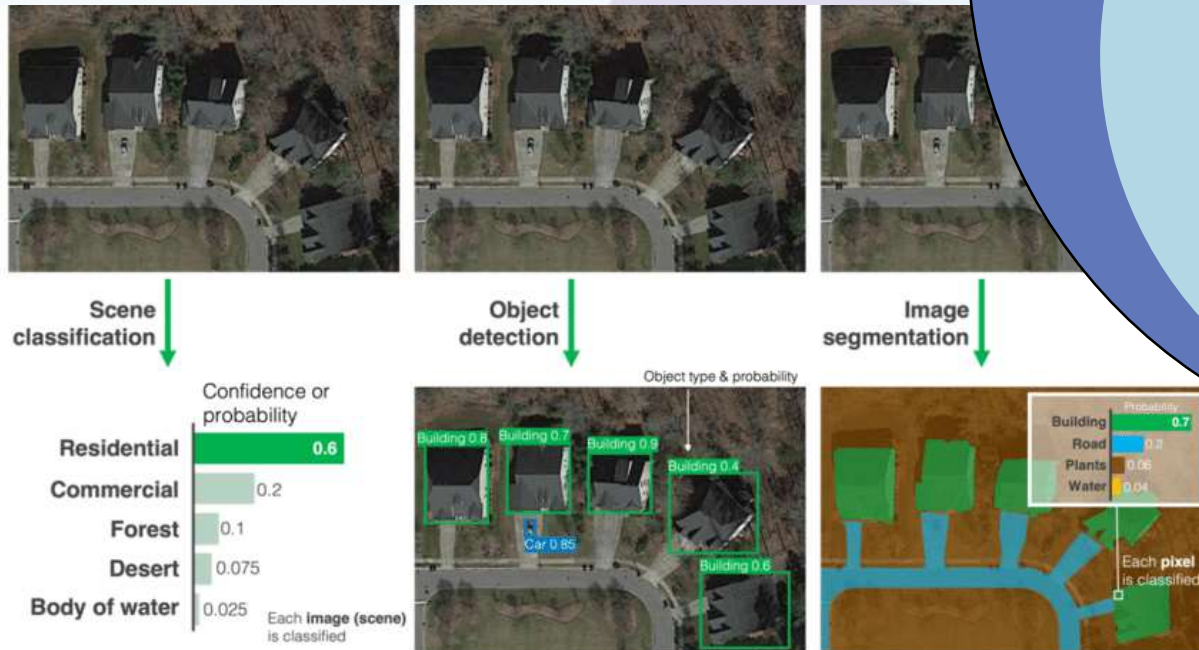 Scene
classification
Object
detection
Image
segmentation
Confidence or
probability
Residential
0.6
Commercial
0.2
Forest
0.1
Desert
0.075
Body of water
0.025
Each image (scene)
is classified
Object type & probability
Building 0.8
Building 0.7
Building 0.9
Building 0.4
Car 0.85
Building 0.6
Probability
Building
0.7
Road
0.2
Plants
0.06
Water
0.04
Each pixel
is classified